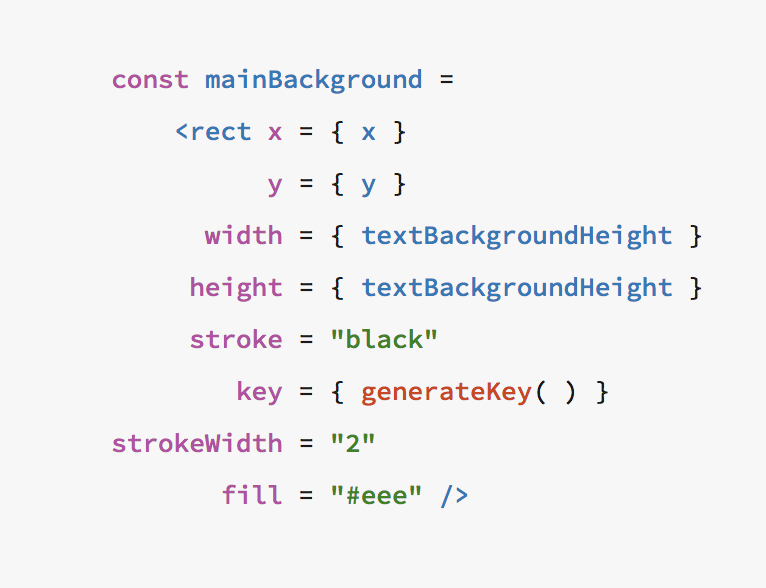 const mainBackground =
<rect x = { x }
y = { y }
width = { textBackgroundHeight }
height = { textBackgroundHeight }
stroke = "black"
key = { generateKey( ) }
strokeWidth = "2"
fill = "#eee" />